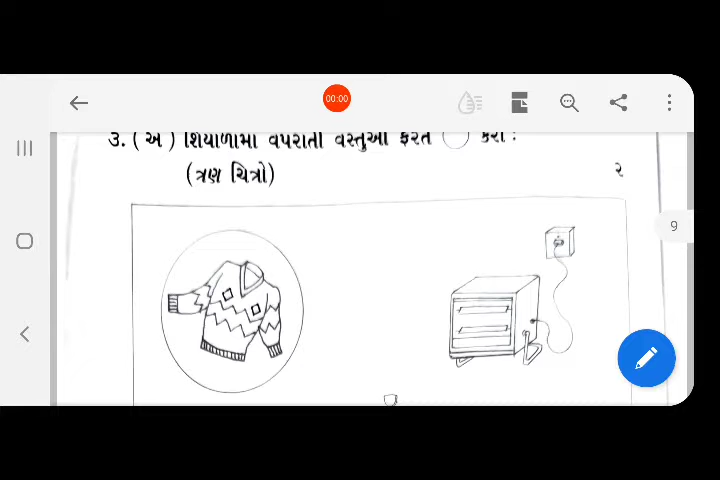 00:00
૩. ( અ ) શિયાળામાં વપરાતી વસ્તુઓ ફરતે ◯ કરો :
(ત્રણ ચિત્રો) ૨
9